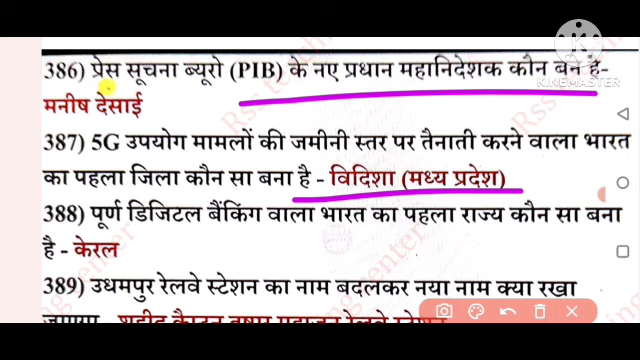 386) प्रेस सूचना ब्यूरो (PIB) के नए प्रधान महानिदेशक कौन बने है-
मनीष देसाई
387) 5G उपयोग मामलों की जमीनी स्तर पर तैनाती करने वाला भारत
का पहला जिला कौन सा बना है - विदिशा (मध्य प्रदेश)
388) पूर्ण डिजिटल बैंकिंग वाला भारत का पहला राज्य कौन सा बना
है - केरल
389) उधमपुर रेलवे स्टेशन का नाम बदलकर नया नाम क्या रखा
KINEMASTER